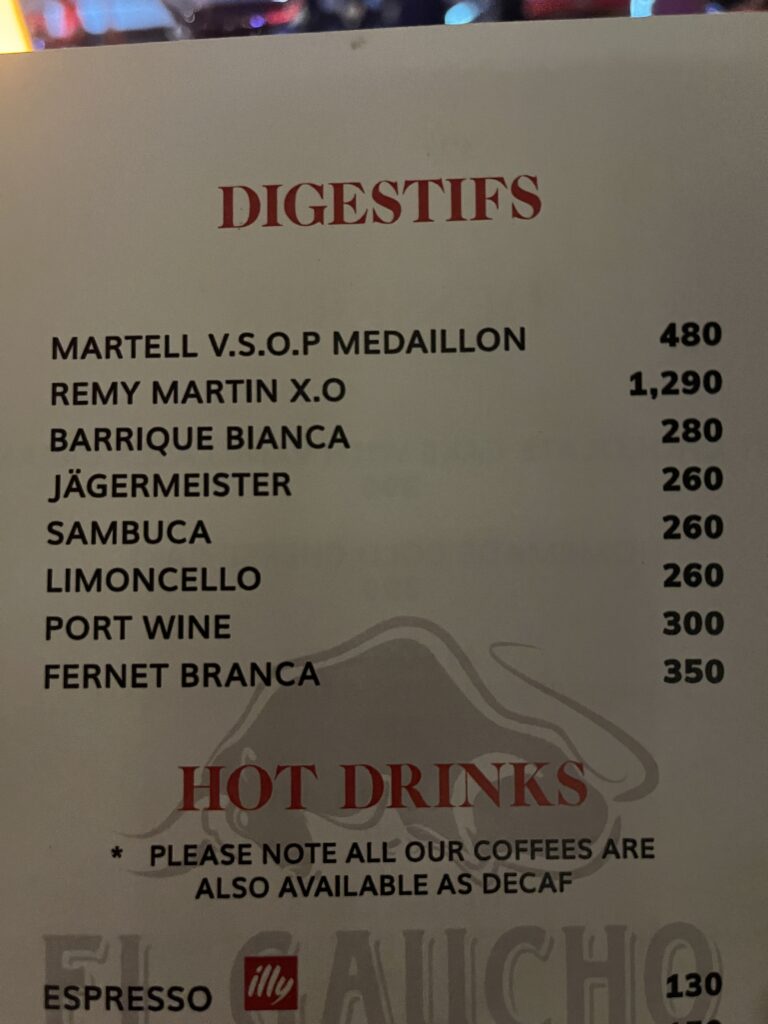 DIGESTIFS
MARTELL V.S.O.P MEDAILLON 480
REMY MARTIN X.O 1,290
BARRIQUE BIANCA 280
JÄGERMEISTER 260
SAMBUCA 260
LIMONCELLO 260
PORT WINE 300
FERNET BRANCA 350
HOT DRINKS
* PLEASE NOTE ALL OUR COFFEES ARE
ALSO AVAILABLE AS DECAF
EL GAUCHO
ESPRESSO illy 130